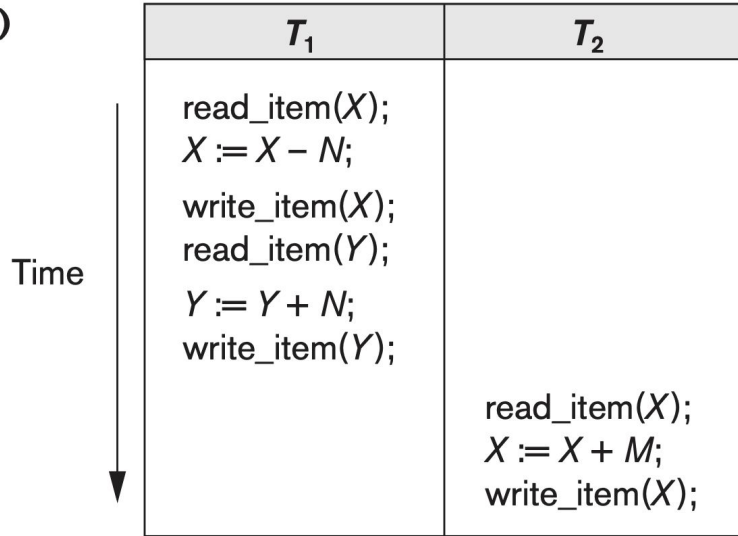 )
T₁ T₂
read_item(X);
X := X – N;
write_item(X);
read_item(Y);
Time
Y := Y + N;
write_item(Y);
read_item(X);
X := X + M;
write_item(X);